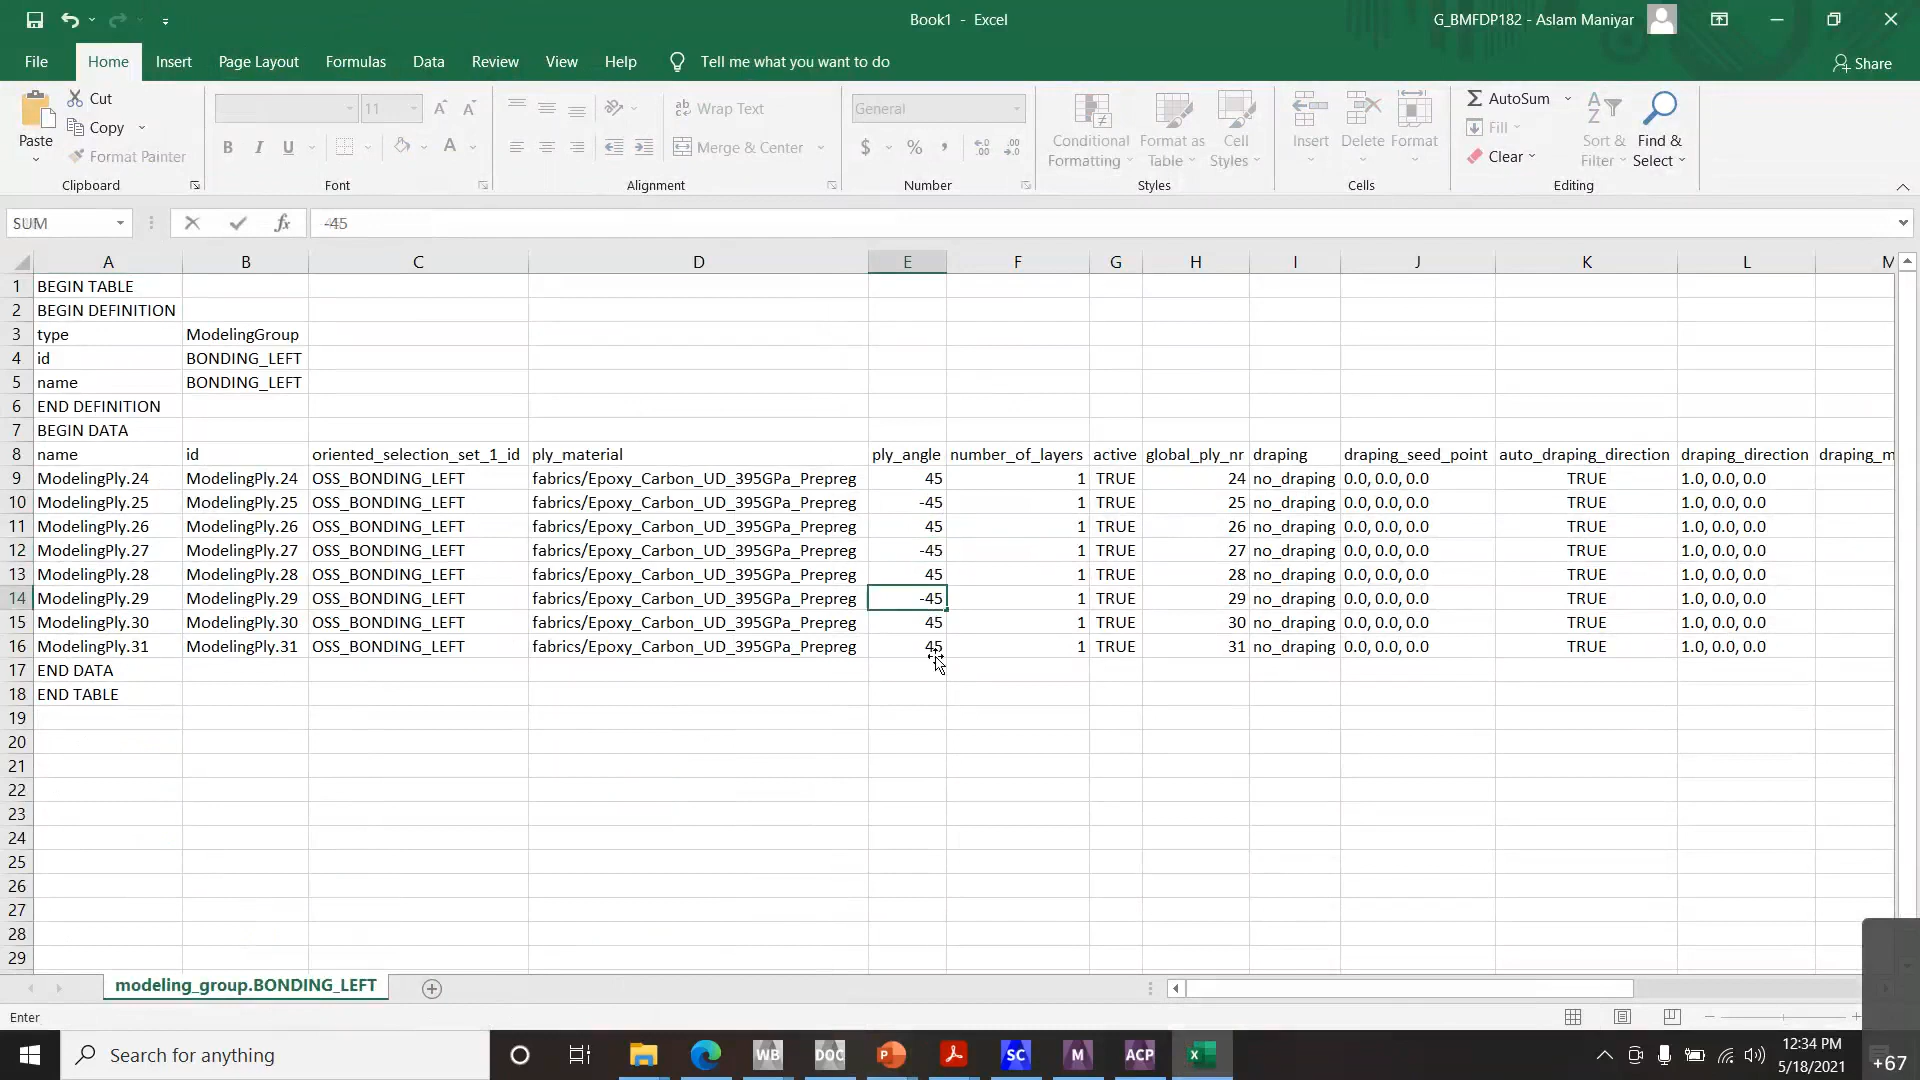 Book1 - Excel
G_BMFDP182 - Aslam Maniyar
File Home Insert Page Layout Formulas Data Review View Help Tell me what you want to do Share
Paste
Cut
Copy
Format Painter
Clipboard
11
B I U
A
Font
Wrap Text
Merge & Center
Alignment
General
$ % ,
Number
Conditional Formatting
Format as Table
Cell Styles
Styles
Insert Delete Format
Cells
AutoSum
Fill
Clear
Sort & Filter
Find & Select
Editing
SUM fx -45
A B C D E F G H I J K L M
1 BEGIN TABLE
2 BEGIN DEFINITION
3 type ModelingGroup
4 id BONDING_LEFT
5 name BONDING_LEFT
6 END DEFINITION
7 BEGIN DATA
8 name id oriented_selection_set_1_id ply_material ply_angle number_of_layers active global_ply_nr draping draping_seed_point auto_draping_direction draping_direction draping_m
9 ModelingPly.24 ModelingPly.24 OSS_BONDING_LEFT fabrics/Epoxy_Carbon_UD_395GPa_Prepreg 45 1 TRUE 24 no_draping 0.0, 0.0, 0.0 TRUE 1.0, 0.0, 0.0
10 ModelingPly.25 ModelingPly.25 OSS_BONDING_LEFT fabrics/Epoxy_Carbon_UD_395GPa_Prepreg -45 1 TRUE 25 no_draping 0.0, 0.0, 0.0 TRUE 1.0, 0.0, 0.0
11 ModelingPly.26 ModelingPly.26 OSS_BONDING_LEFT fabrics/Epoxy_Carbon_UD_395GPa_Prepreg 45 1 TRUE 26 no_draping 0.0, 0.0, 0.0 TRUE 1.0, 0.0, 0.0
12 ModelingPly.27 ModelingPly.27 OSS_BONDING_LEFT fabrics/Epoxy_Carbon_UD_395GPa_Prepreg -45 1 TRUE 27 no_draping 0.0, 0.0, 0.0 TRUE 1.0, 0.0, 0.0
13 ModelingPly.28 ModelingPly.28 OSS_BONDING_LEFT fabrics/Epoxy_Carbon_UD_395GPa_Prepreg 45 1 TRUE 28 no_draping 0.0, 0.0, 0.0 TRUE 1.0, 0.0, 0.0
14 ModelingPly.29 ModelingPly.29 OSS_BONDING_LEFT fabrics/Epoxy_Carbon_UD_395GPa_Prepreg -45 1 TRUE 29 no_draping 0.0, 0.0, 0.0 TRUE 1.0, 0.0, 0.0
15 ModelingPly.30 ModelingPly.30 OSS_BONDING_LEFT fabrics/Epoxy_Carbon_UD_395GPa_Prepreg 45 1 TRUE 30 no_draping 0.0, 0.0, 0.0 TRUE 1.0, 0.0, 0.0
16 ModelingPly.31 ModelingPly.31 OSS_BONDING_LEFT fabrics/Epoxy_Carbon_UD_395GPa_Prepreg 45 1 TRUE 31 no_draping 0.0, 0.0, 0.0 TRUE 1.0, 0.0, 0.0
17 END DATA
18 END TABLE
19
20
21
22
23
24
25
26
27
28
29
modeling_group.BONDING_LEFT
Enter
Search for anything
WB DOC P SC M ACP X
12:34 PM
5/18/2021
+67